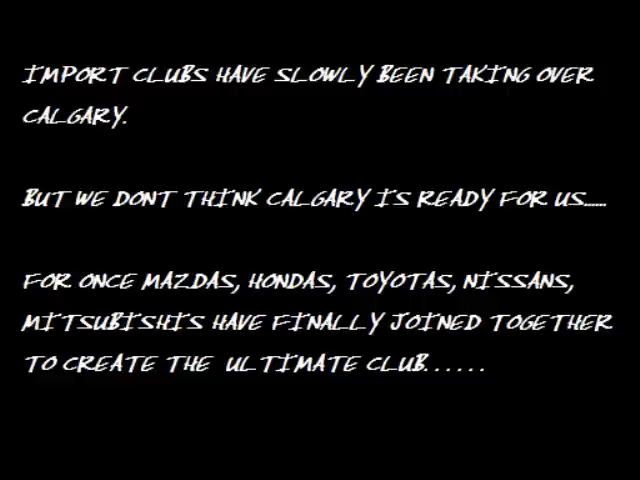 IMPORT CLUBS HAVE SLOWLY BEEN TAKING OVER
CALGARY.
BUT WE DONT THINK CALGARY IS READY FOR US.....
FOR ONCE MAZDAS, HONDAS, TOYOTAS, NISSANS,
MITSUBISHIS HAVE FINALLY JOINED TOGETHER
TO CREATE THE ULTIMATE CLUB......